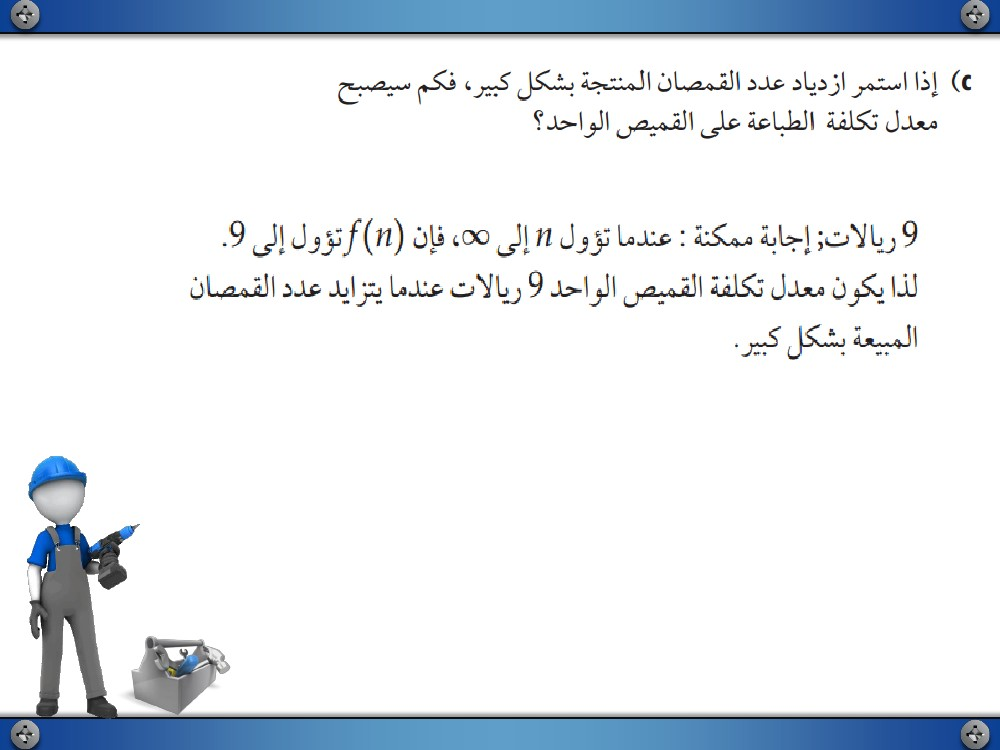 c) إذا استمر ازدياد عدد القمصان المنتجة بشكل كبير، فكم سيصبح
معدل تكلفة الطباعة على القميص الواحد؟
9 ريالات; إجابة ممكنة : عندما تؤول n إلى ∞، فإن f(n) تؤول إلى 9.
لذا يكون معدل تكلفة القميص الواحد 9 ريالات عندما يتزايد عدد القمصان
المبيعة بشكل كبير.